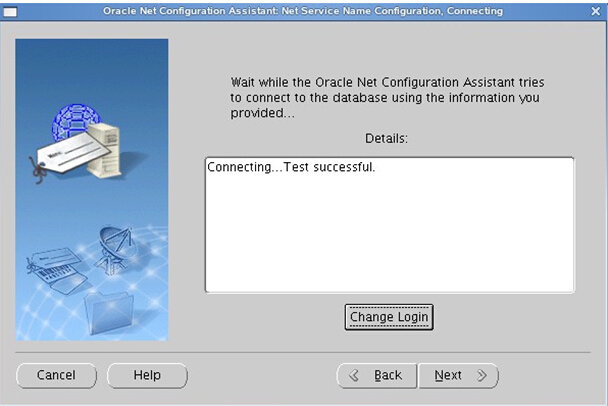 Oracle Net Configuration Assistant: Net Service Name Configuration, Connecting
Wait while the Oracle Net Configuration Assistant tries
to connect to the database using the information you
provided...
Details:
Connecting...Test successful.
Change Login
Cancel
Help
Back
Next